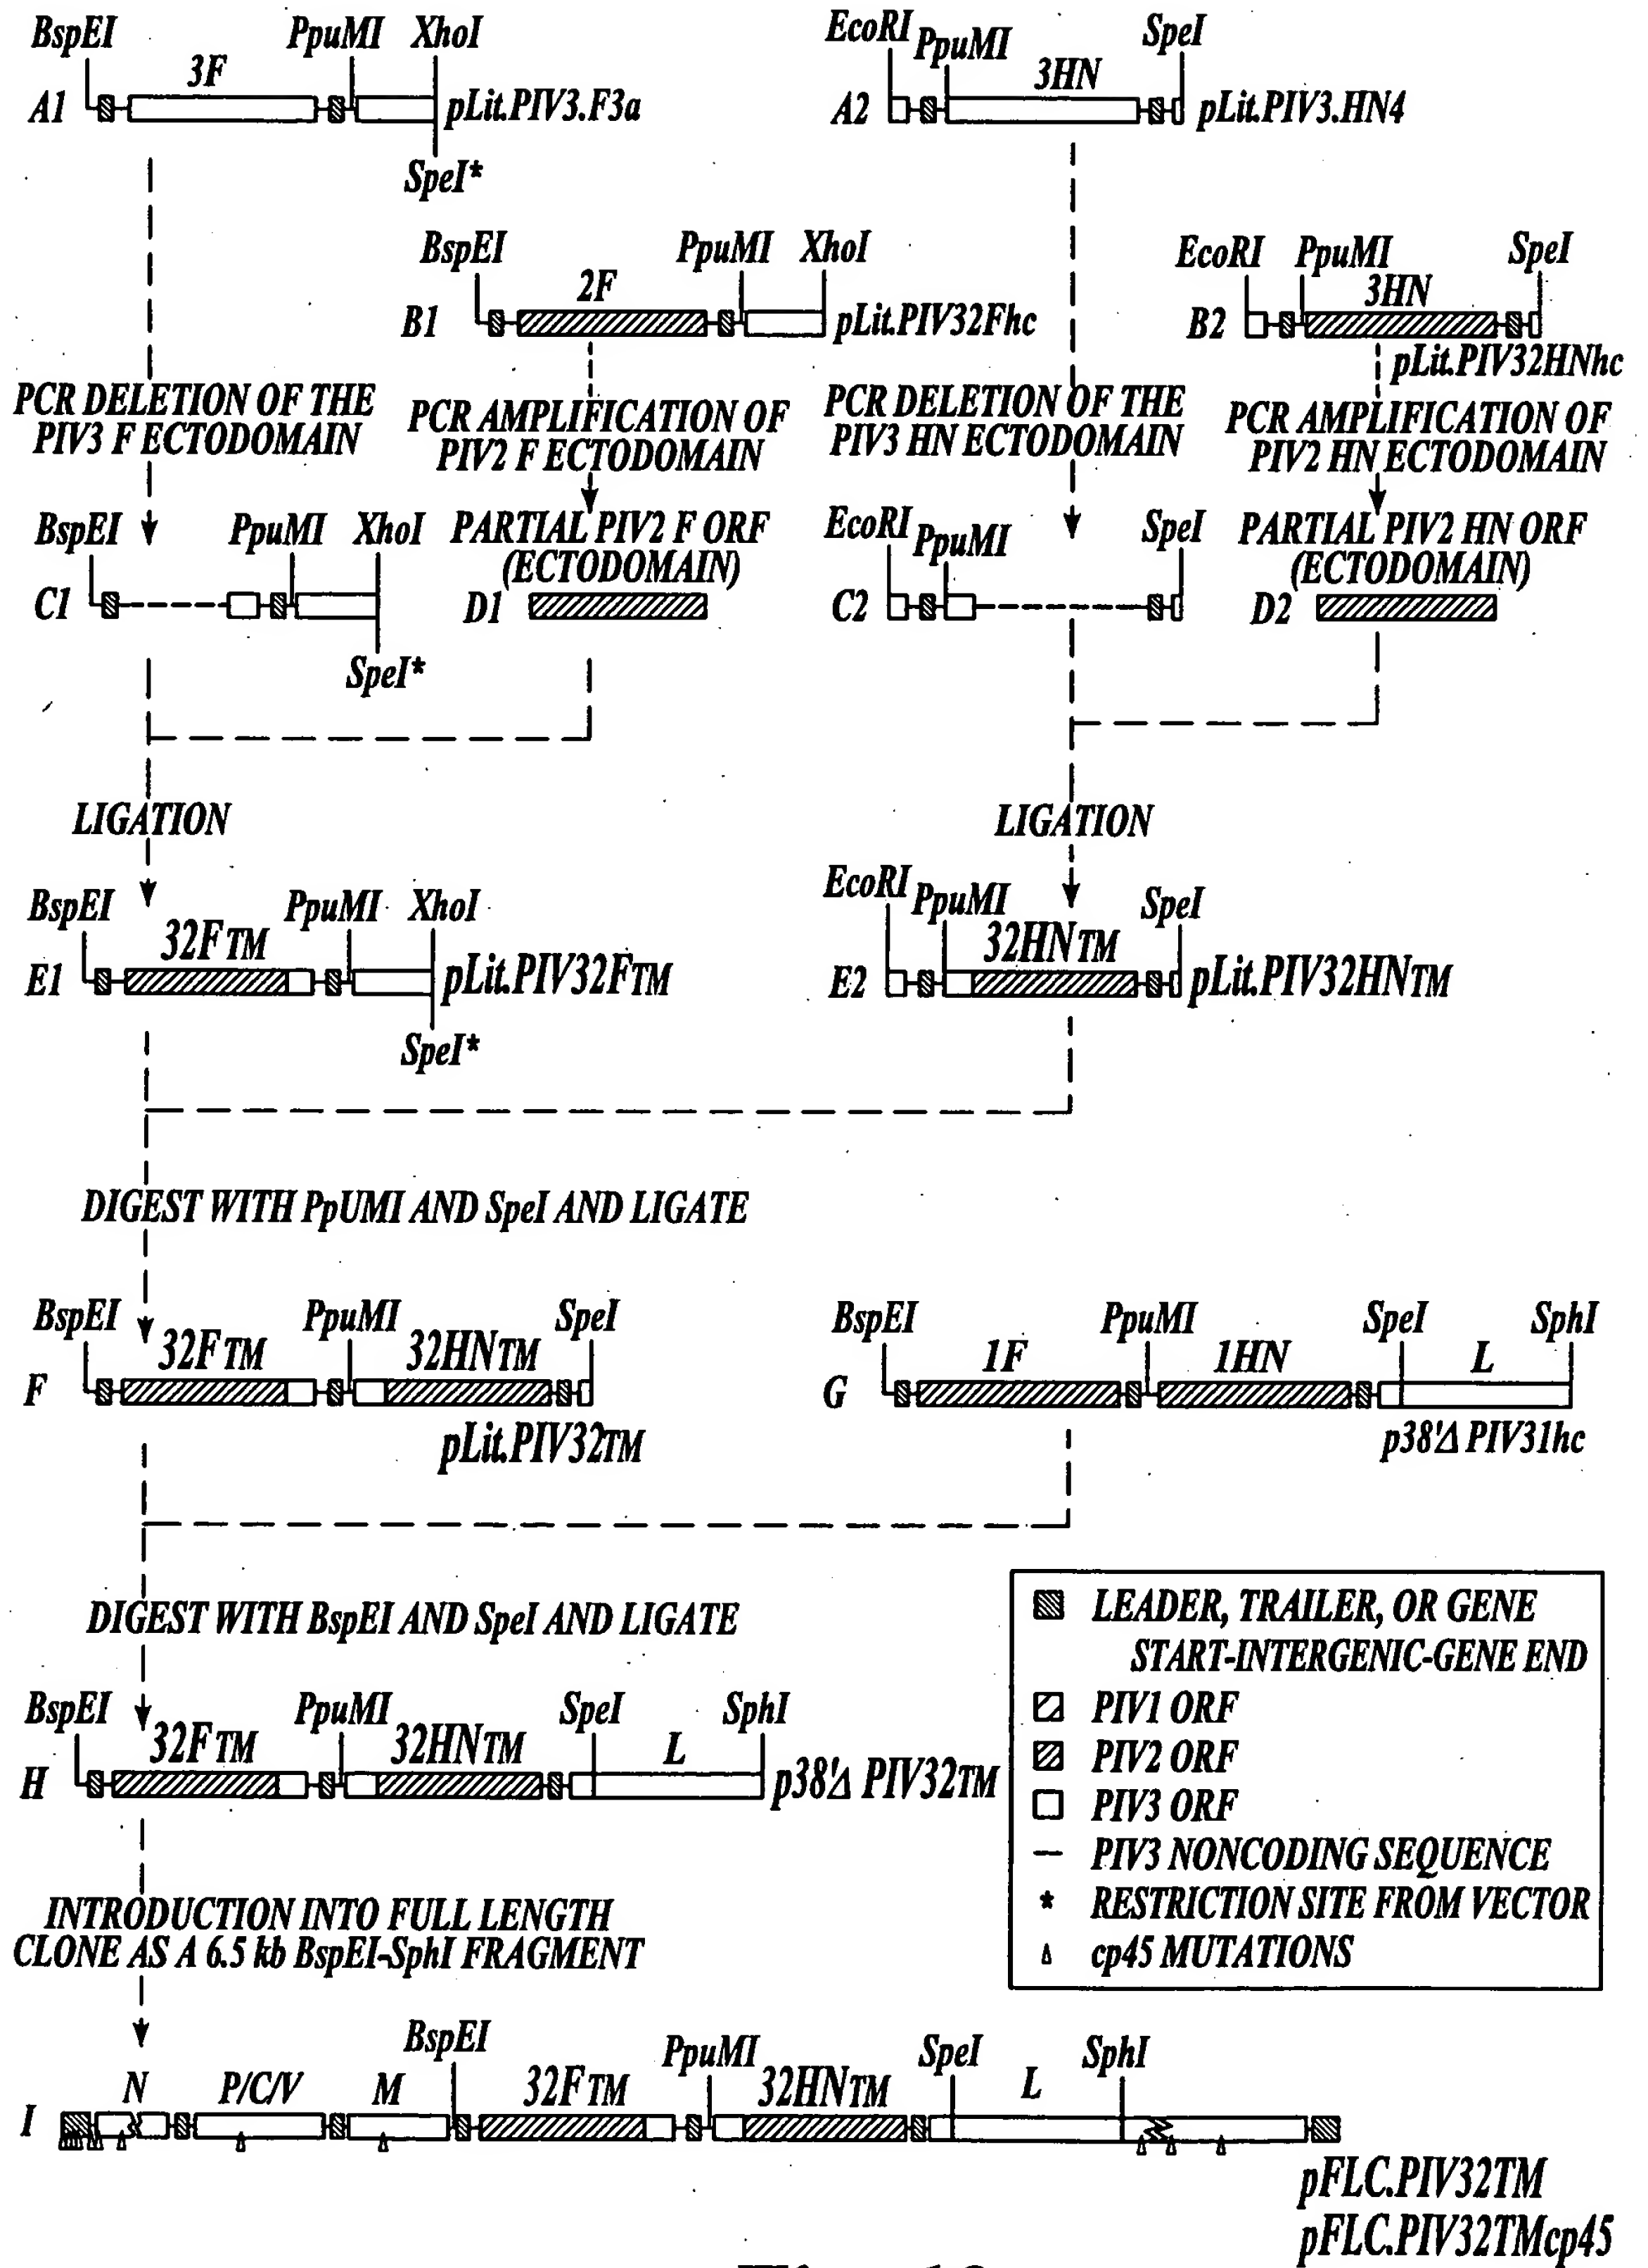 BspEI PpuMI XhoI
3F
A1 pLit.PIV3.F3a
SpeI*
EcoRI PpuMI SpeI
3HN
A2 pLit.PIV3.HN4
BspEI PpuMI XhoI
2F
B1 pLit.PIV32Fhc
EcoRI PpuMI SpeI
3HN
B2
pLit.PIV32HNhc
PCR DELETION OF THE
PIV3 F ECTODOMAIN
PCR AMPLIFICATION OF
PIV2 F ECTODOMAIN
PCR DELETION OF THE
PIV3 HN ECTODOMAIN
PCR AMPLIFICATION OF
PIV2 HN ECTODOMAIN
BspEI PpuMI XhoI
C1
SpeI*
PARTIAL PIV2 F ORF
(ECTODOMAIN)
D1
EcoRI PpuMI SpeI
C2
PARTIAL PIV2 HN ORF
(ECTODOMAIN)
D2
LIGATION
LIGATION
BspEI PpuMI XhoI
32FTM
E1 pLit.PIV32FTM
SpeI*
EcoRI PpuMI SpeI
32HNTM
E2 pLit.PIV32HNTM
DIGEST WITH PpUMI AND SpeI AND LIGATE
BspEI PpuMI SpeI
32FTM 32HNTM
F
pLit.PIV32TM
BspEI PpuMI SpeI SphI
1F 1HN L
G
p38'Δ PIV31hc
DIGEST WITH BspEI AND SpeI AND LIGATE
BspEI PpuMI SpeI SphI
32FTM 32HNTM L
H p38'Δ PIV32TM
LEADER, TRAILER, OR GENE
START-INTERGENIC-GENE END
PIV1 ORF
PIV2 ORF
PIV3 ORF
PIV3 NONCODING SEQUENCE
* RESTRICTION SITE FROM VECTOR
cp45 MUTATIONS
INTRODUCTION INTO FULL LENGTH
CLONE AS A 6.5 kb BspEI-SphI FRAGMENT
BspEI PpuMI SpeI SphI
N P/C/V M 32FTM 32HNTM L
I
pFLC.PIV32TM
pFLC.PIV32TMcp45